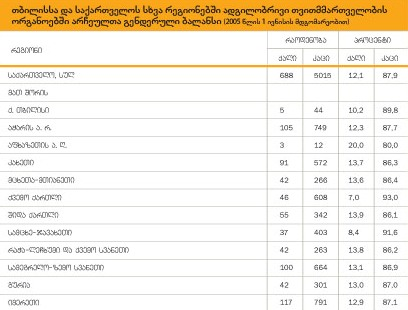 თბილისსა და საქართველოს სხვა რეგიონებში ადგილობრივი თვითმმართველობის
ორგანოებში არჩეულთა გენდერული ბალანსი (2005 წლის 1 ივნისის მდგომარეობით)
რეგიონი რაოდენობა პროცენტი
ქალი კაცი ქალი კაცი
საქართველო, სულ 688 5015 12,1 87,9
მათ შორის
ქ. თბილისი 5 44 10,2 89,8
აჭარის ა. რ. 105 749 12,3 87,7
აფხაზეთის ა. რ. 3 12 20,0 80,0
კახეთი 91 572 13,7 86,3
მცხეთა-მთიანეთი 42 266 13,6 86,4
ქვემო ქართლი 46 608 7,0 93,0
შიდა ქართლი 55 342 13,9 86,1
სამცხე-ჯავახეთი 37 403 8,4 91,6
რაჭა-ლეჩხუმი და ქვემო სვანეთი 42 263 13,8 86,2
სამეგრელო-ზემო სვანეთი 100 664 13,1 86,9
გურია 42 301 13,0 87,0
იმერეთი 117 791 12,9 87,1